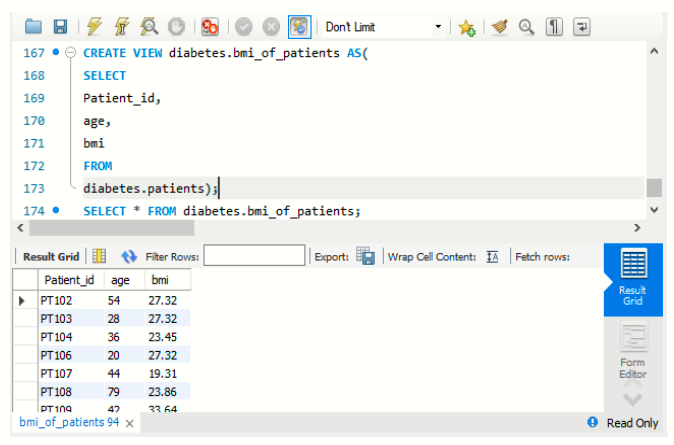 Don't Limit
167 CREATE VIEW diabetes.bmi_of_patients AS(
168 SELECT
169 Patient_id,
170 age,
171 bmi
172 FROM
173 diabetes.patients);
174 SELECT * FROM diabetes.bmi_of_patients;
Result Grid Filter Rows: Export: Wrap Cell Content: IA Fetch rows:
Patient_id age bmi
PT102 54 27.32
PT103 28 27.32
PT104 36 23.45
PT106 20 27.32
PT107 44 19.31
PT108 79 23.86
PT109 42 33.64
Result
Grid
Form
Editor
bmi_of_patients 94 Read Only